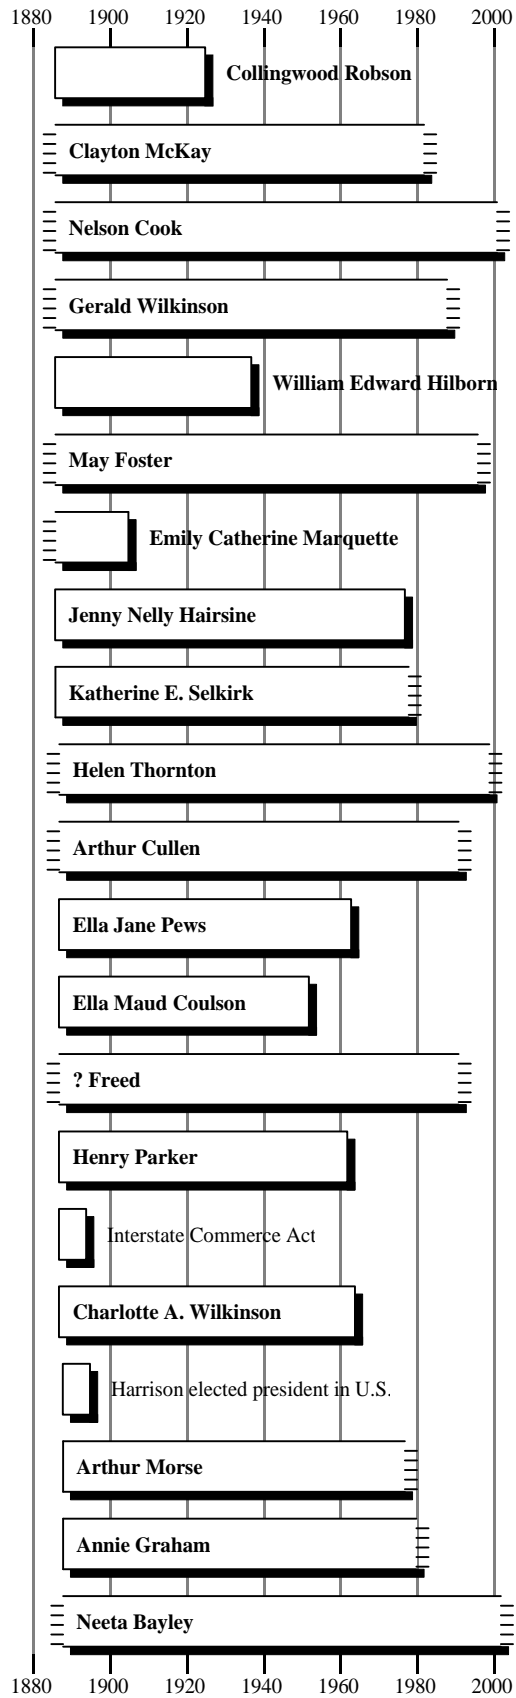 1880 1900 1920 1940 1960 1980 2000
Collingwood Robson
Clayton McKay
Nelson Cook
Gerald Wilkinson
William Edward Hilborn
May Foster
Emily Catherine Marquette
Jenny Nelly Hairsine
Katherine E. Selkirk
Helen Thornton
Arthur Cullen
Ella Jane Pews
Ella Maud Coulson
? Freed
Henry Parker
Interstate Commerce Act
Charlotte A. Wilkinson
Harrison elected president in U.S.
Arthur Morse
Annie Graham
Neeta Bayley
1880 1900 1920 1940 1960 1980 2000